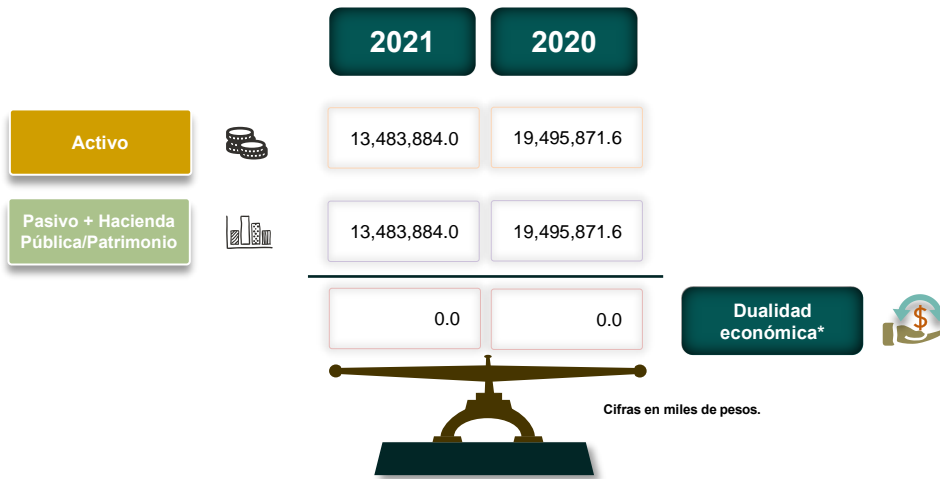 2021
2020
Activo
13,483,884.0
19,495,871.6
Pasivo + Hacienda
Pública/Patrimonio
13,483,884.0
19,495,871.6
0.0
0.0
Dualidad
económica*
$
Cifras en miles de pesos.